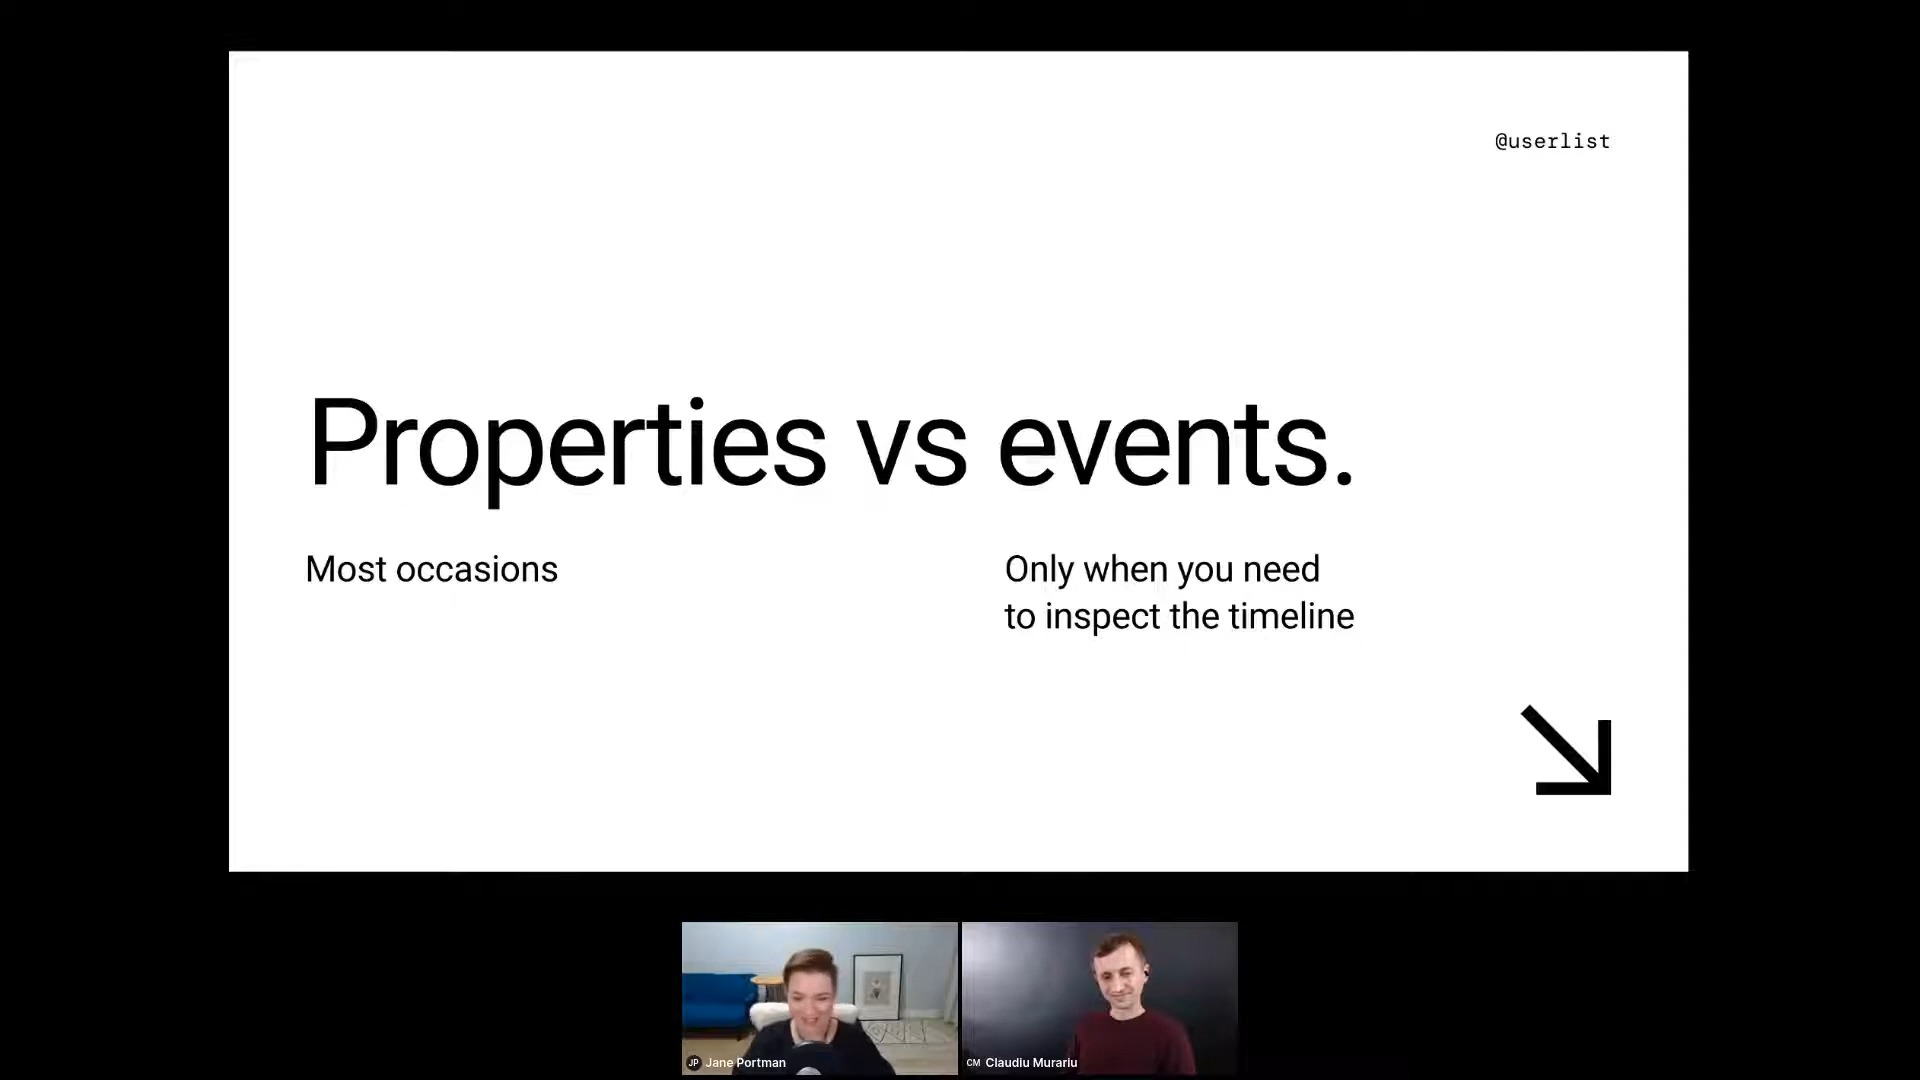 @userlist
Properties vs events.
Most occasions
Only when you need
to inspect the timeline
JP Jane Portman
CM Claudiu Murariu